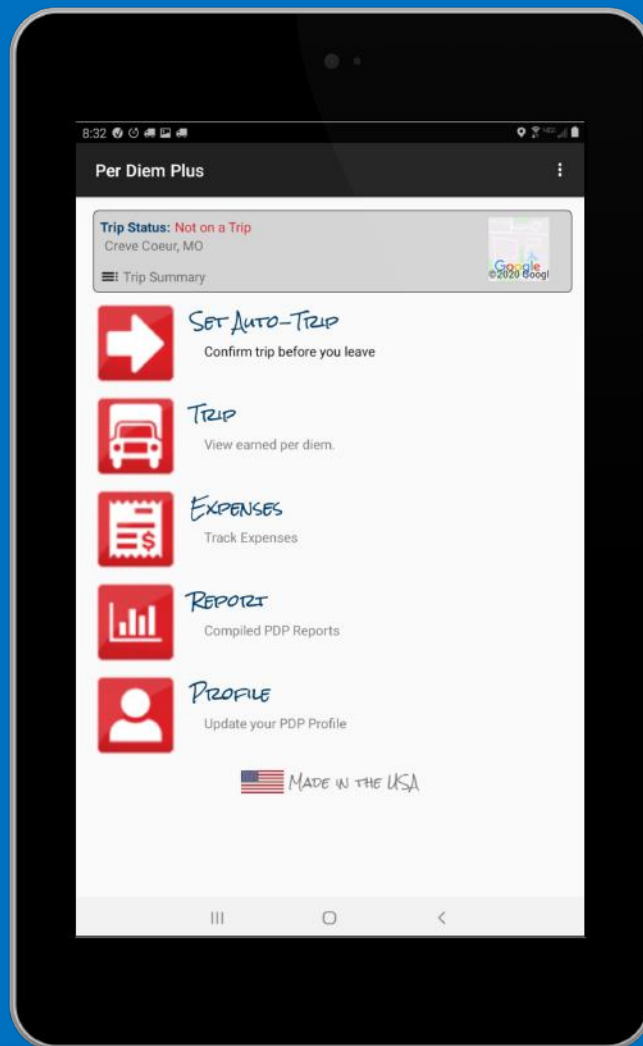 8:32
Per Diem Plus
Trip Status: Not on a Trip
Creve Coeur, MO
Trip Summary
Google
©2020 Googl
SET AUTO-TRIP
Confirm trip before you leave
TRIP
View earned per diem.
EXPENSES
Track Expenses
$
REPORT
Compiled PDP Reports
PROFILE
Update your PDP Profile
MADE IN THE USA